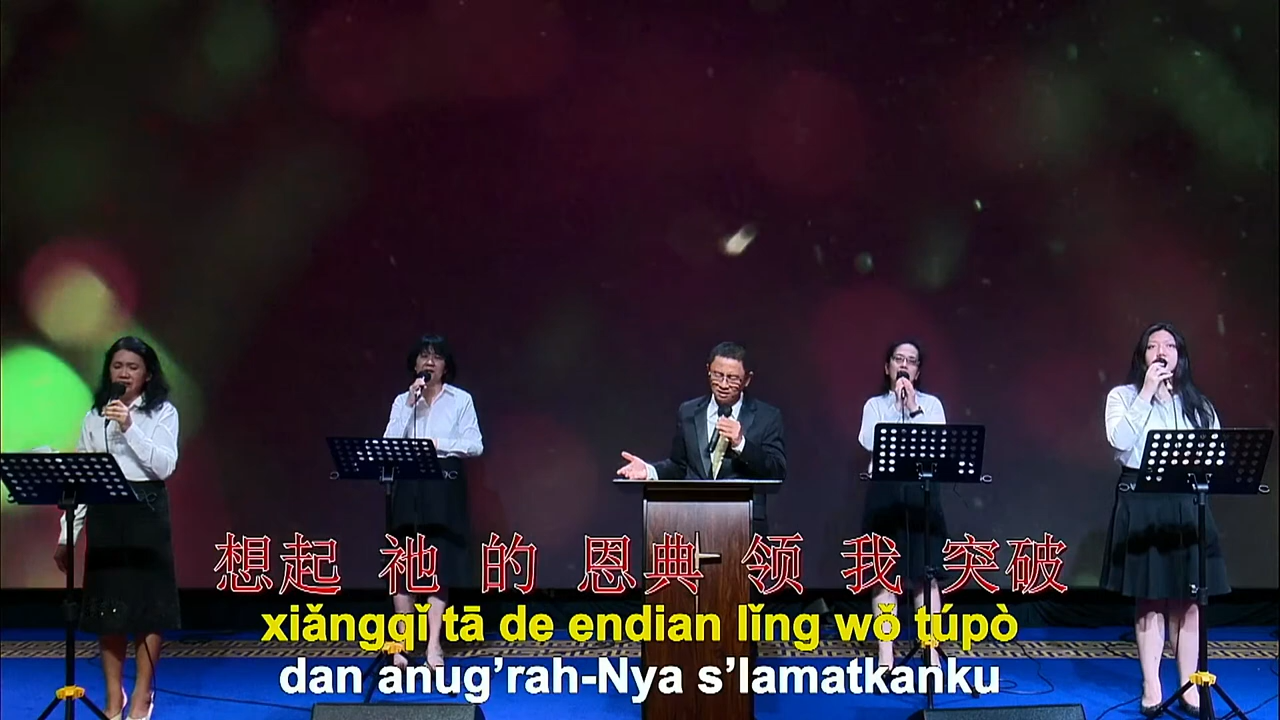 想起 祂 的 恩典 领 我 突破
xiǎngqǐ tā de endian lǐng wǒ túpò
dan anug’rah-Nya s’lamatkanku